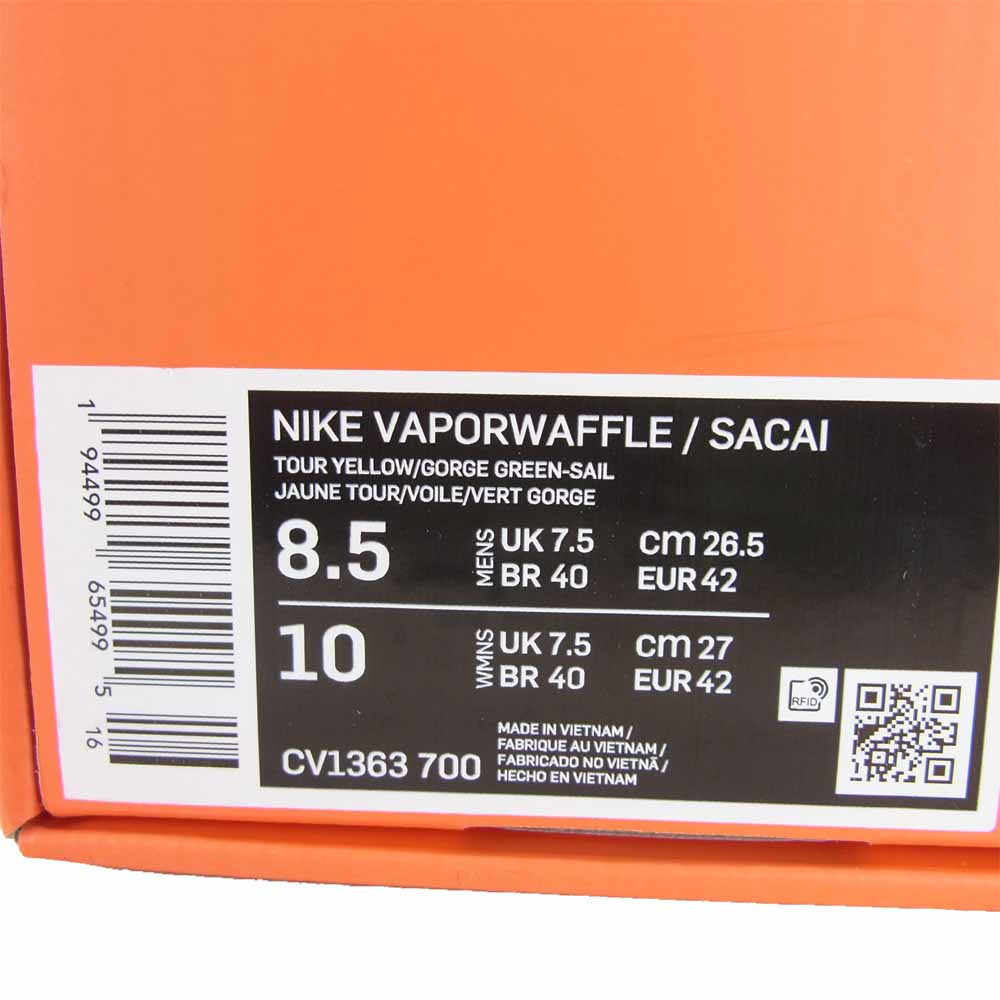 1 94499 65499 5 16
NIKE VAPORWAFFLE / SACAI
TOUR YELLOW/GORGE GREEN-SAIL
JAUNE TOUR/VOILE/VERT GORGE
8.5 MENS UK 7.5 cm 26.5
BR 40 EUR 42
10 WMNS UK 7.5 cm 27
BR 40 EUR 42
RFID
CV1363 700
MADE IN VIETNAM /
FABRIQUE AU VIETNAM /
FABRICADO NO VIETNÃ /
HECHO EN VIETNAM